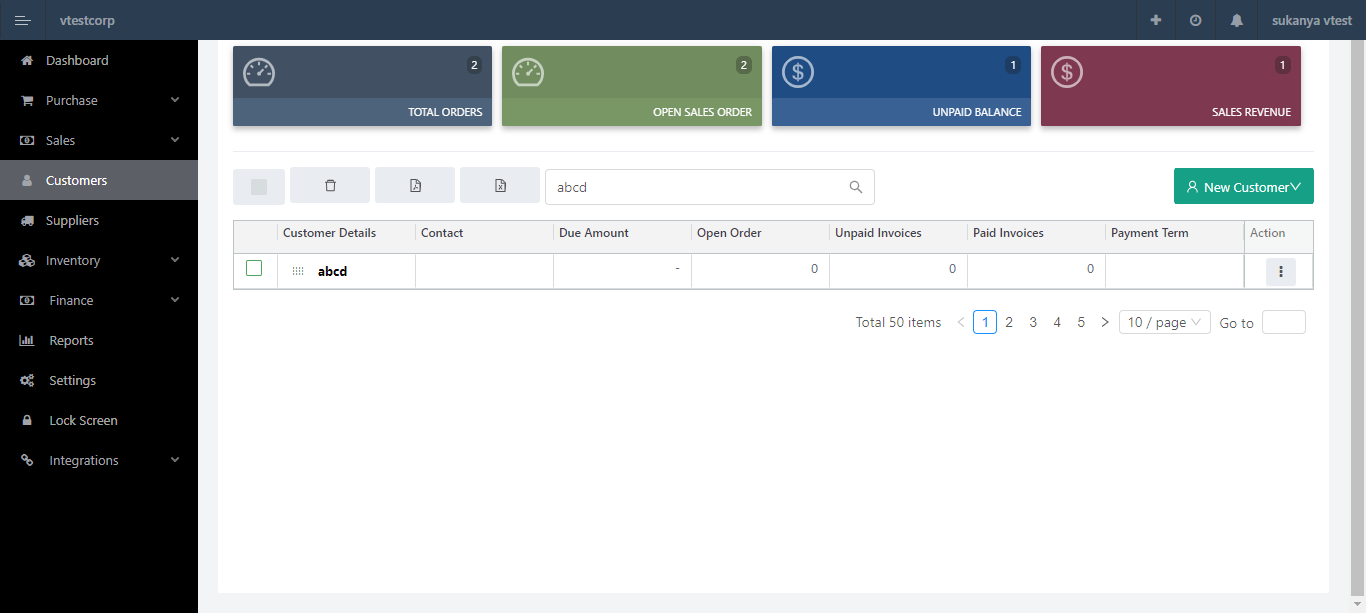 vtestcorp
sukanya vtest
Dashboard
Purchase
Sales
Customers
Suppliers
Inventory
Finance
Reports
Settings
Lock Screen
Integrations
2
TOTAL ORDERS
2
OPEN SALES ORDER
1
UNPAID BALANCE
1
SALES REVENUE
abcd
New Customer
Customer Details Contact Due Amount Open Order Unpaid Invoices Paid Invoices Payment Term Action
abcd - 0 0 0
Total 50 items < 1 2 3 4 5 > 10 / page Go to